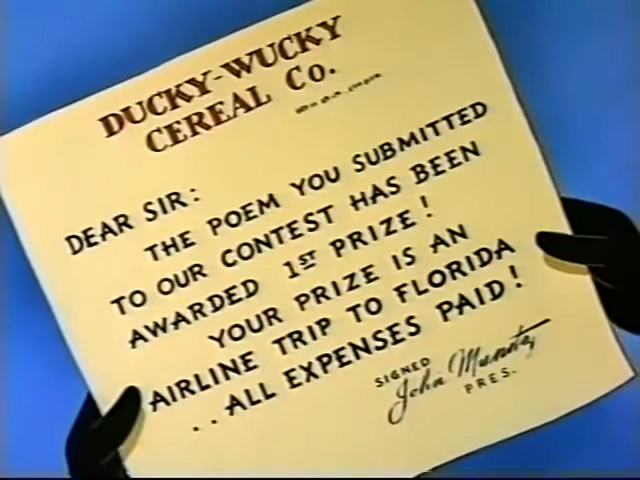 DUCKY-WUCKY
CEREAL CO.
DEAR SIR:
THE POEM YOU SUBMITTED
TO OUR CONTEST HAS BEEN
AWARDED 1ST PRIZE!
YOUR PRIZE IS AN
AIRLINE TRIP TO FLORIDA
..ALL EXPENSES PAID!
SIGNED
John
PRES.